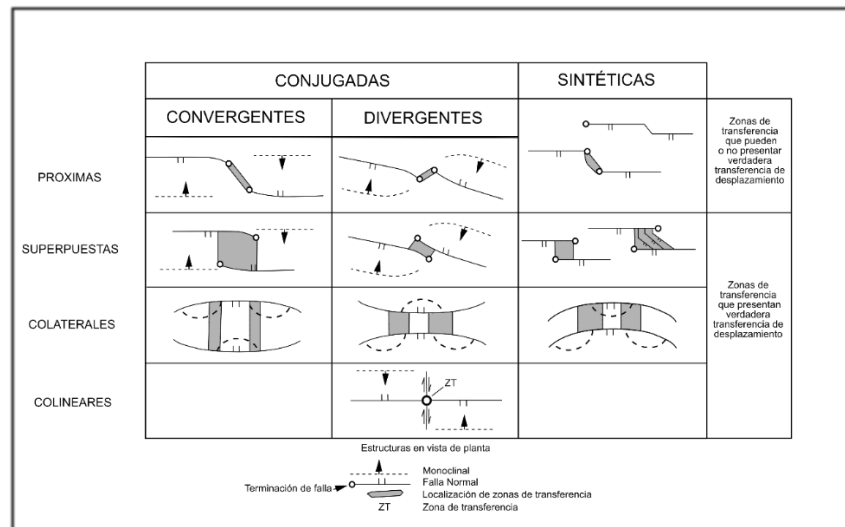 CONJUGADAS
SINTÉTICAS
CONVERGENTES
DIVERGENTES
Zonas de
transferencia
que pueden
o no presentar
verdadera
transferencia de
desplazamiento
PROXIMAS
SUPERPUESTAS
Zonas de
transferencia
que presentan
verdadera
transferencia de
desplazamiento
COLATERALES
COLINEARES
ZT
Estructuras en vista de planta
Monoclinal
Terminación de falla
Falla Normal
Localización de zonas de transferencia
ZT Zona de transferencia